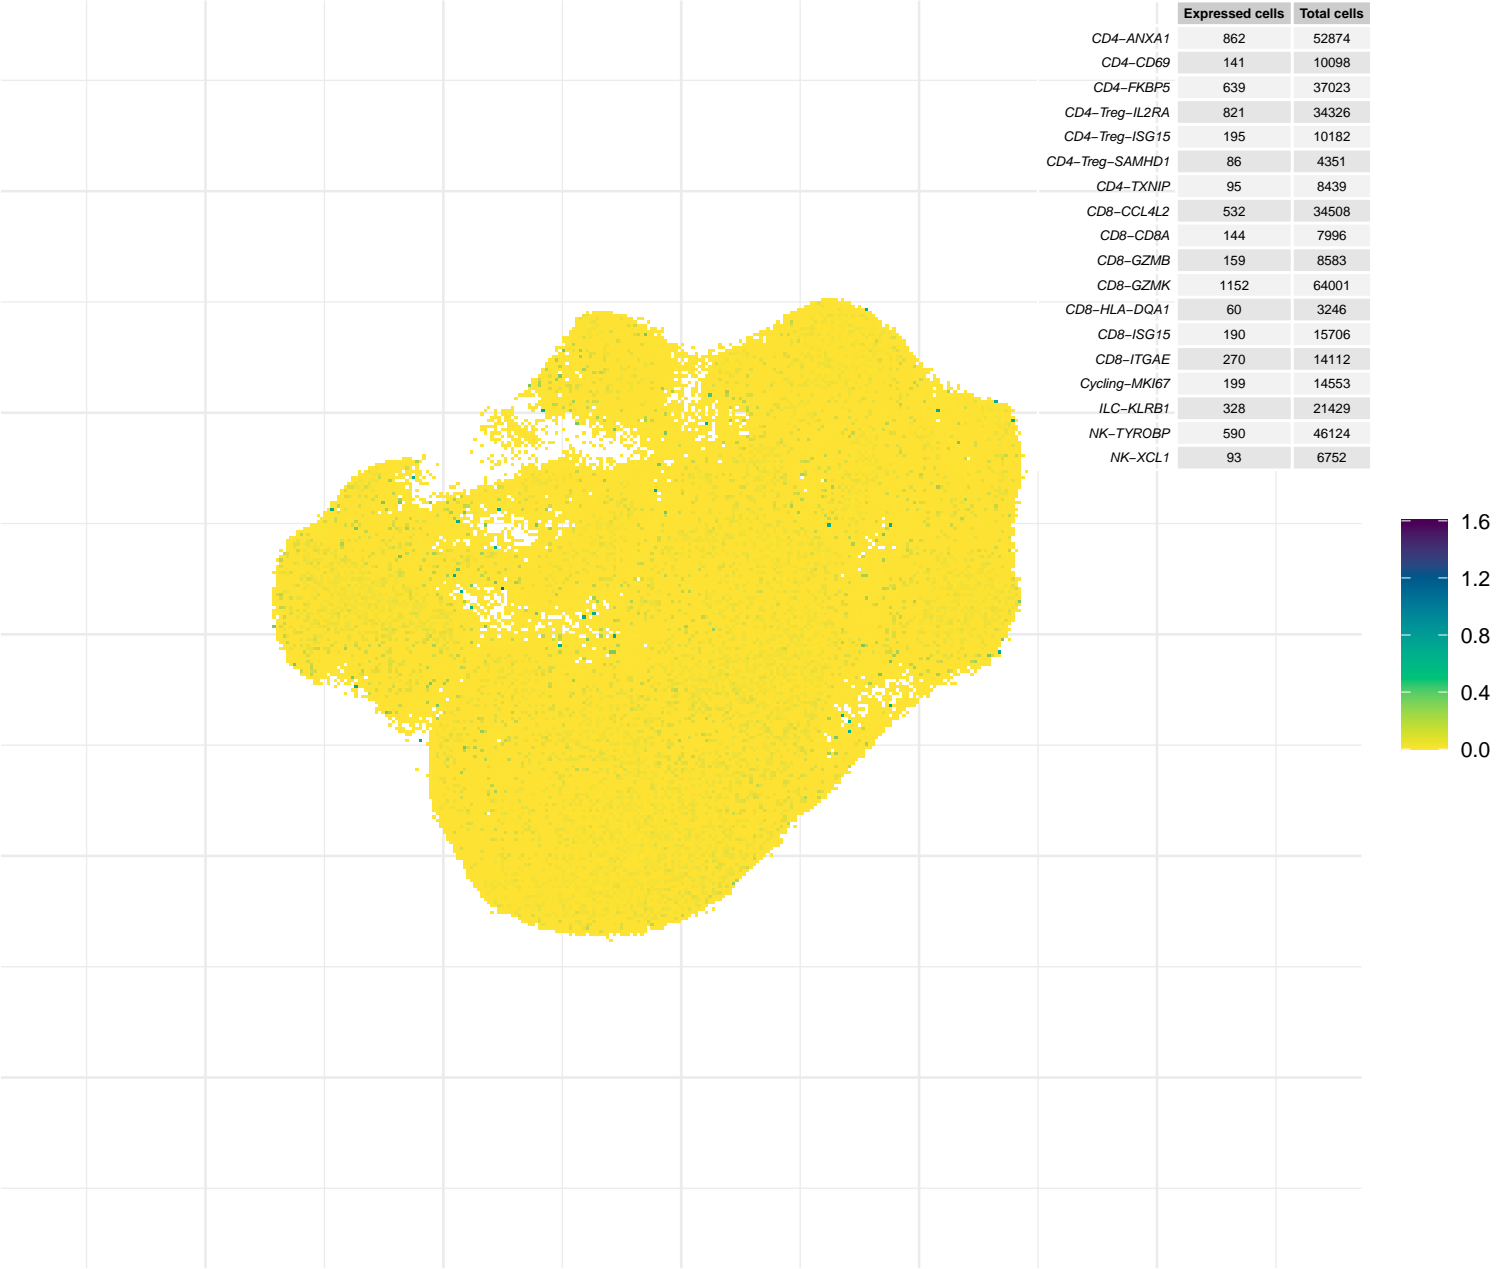 Expressed cells Total cells
CD4−ANXA1 862 52874
CD4−CD69 141 10098
CD4−FKBP5 639 37023
CD4−Treg−IL2RA 821 34326
CD4−Treg−ISG15 195 10182
CD4−Treg−SAMHD1 86 4351
CD4−TXNIP 95 8439
CD8−CCL4L2 532 34508
CD8−CD8A 144 7996
CD8−GZMB 159 8583
CD8−GZMK 1152 64001
CD8−HLA−DQA1 60 3246
CD8−ISG15 190 15706
CD8−ITGAE 270 14112
Cycling−MKI67 199 14553
ILC−KLRB1 328 21429
NK−TYROBP 590 46124
NK−XCL1 93 6752
1.6
1.2
0.8
0.4
0.0